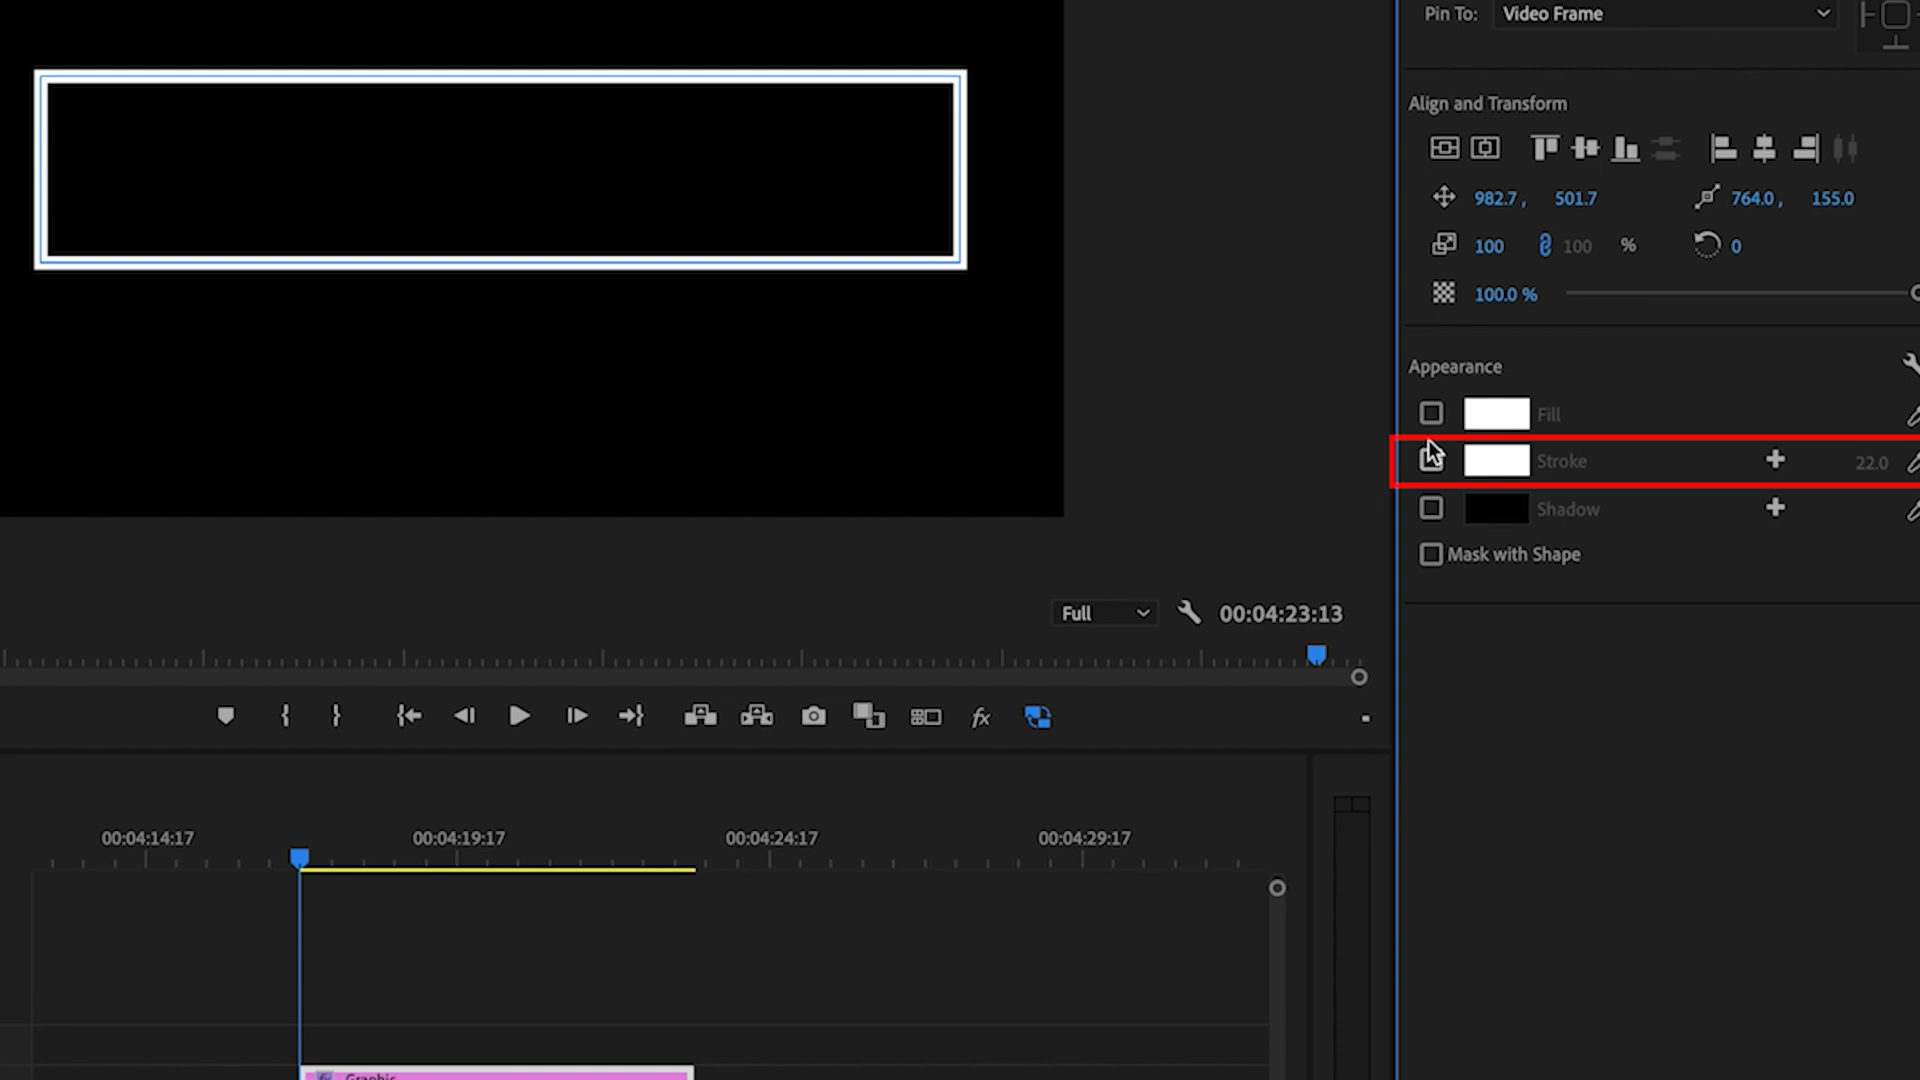 Pin To: Video Frame
Align and Transform
982.7 , 501.7 764.0 , 155.0
100 100 % 0
100.0 %
Appearance
Fill
Stroke 22.0
Shadow
Mask with Shape
Full 00:04:23:13
fx
00:04:14:17 00:04:19:17 00:04:24:17 00:04:29:17
Graphic